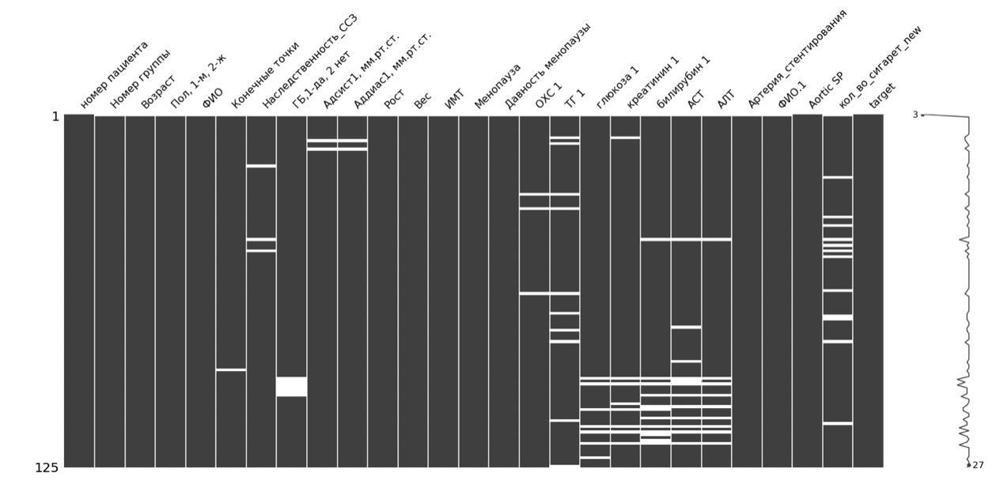 номер пациента
Номер группы
Возраст
Пол, 1-м, 2-ж
ФИО
Конечные точки
Наследственность_ССЗ
ГБ,1-да, 2 нет
Адсист1, мм.рт.ст.
Аддиас1, мм.рт.ст.
Рост
Вес
ИМТ
Менопауза
Давность менопаузы
ОХС 1
ТГ 1
глюкоза 1
креатинин 1
билирубин 1
АСТ
АЛТ
Артерия_стентирования
ФИО.1
Aortic SP
кол_во_сигарет_new
target
1
3
125
27